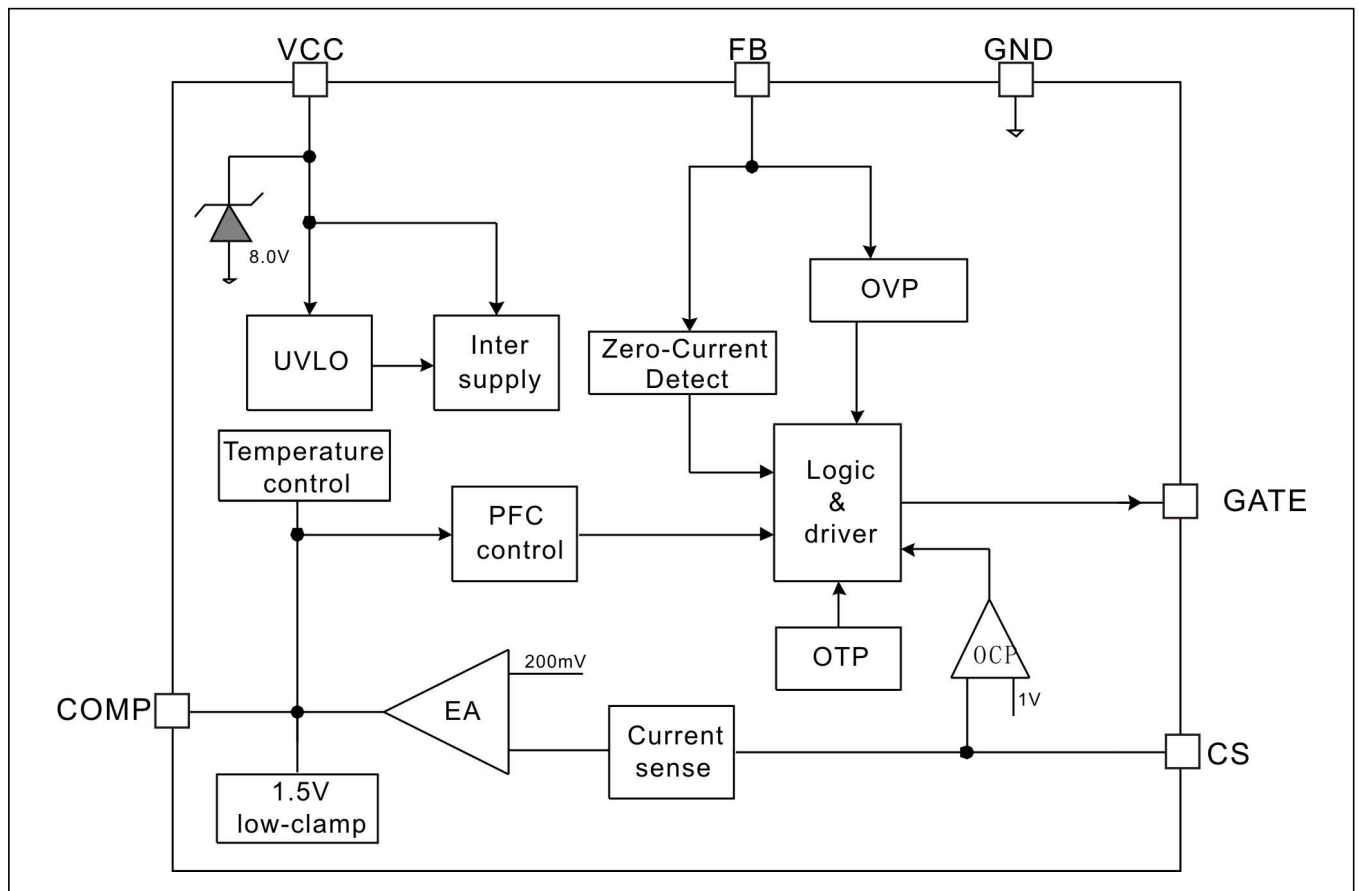 VCC
FB
GND
8.0V
OVP
UVLO
Inter
supply
Zero-Current
Detect
Temperature
control
PFC
control
Logic
&
driver
GATE
OTP
OCP
1V
200mV
EA
COMP
Current
sense
CS
1.5V
low-clamp